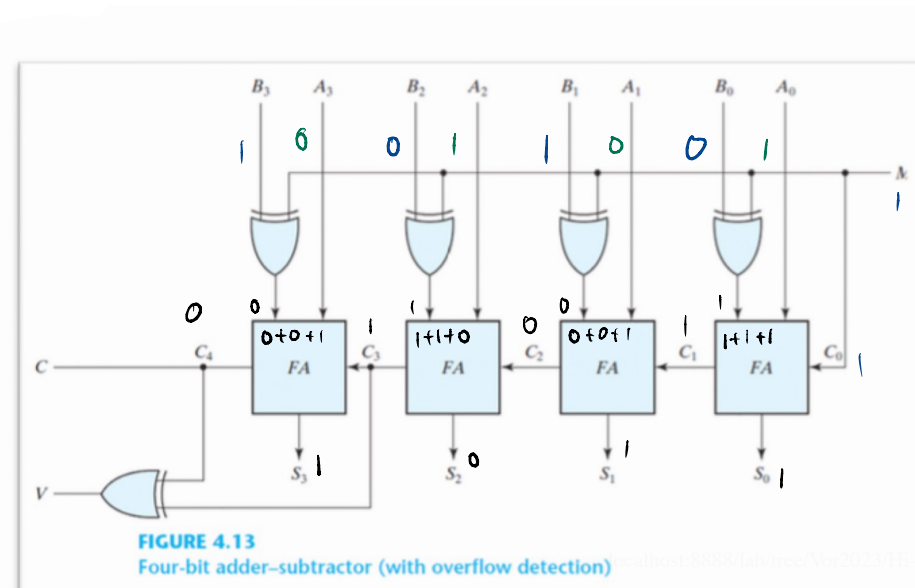 B₃ A₃ B₂ A₂ B₁ A₁ B₀ A₀
1 0 0 1 1 0 0 1
M
1
0 0 1 1 0 0 1 1
0+0+1 1+1+0 0+0+1 1+1+1
C C₄ FA C₃ FA C₂ FA C₁ FA C₀ 1
S₃ 1 S₂ 0 S₁ 1 S₀ 1
V
FIGURE 4.13
Four-bit adder–subtractor (with overflow detection)